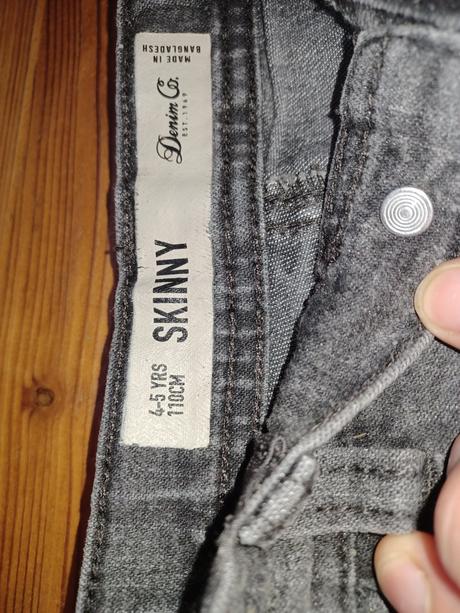 MADE IN
BANGLADESH
Denim Co.
EST. 1969
SKINNY
4-5 YRS
110CM